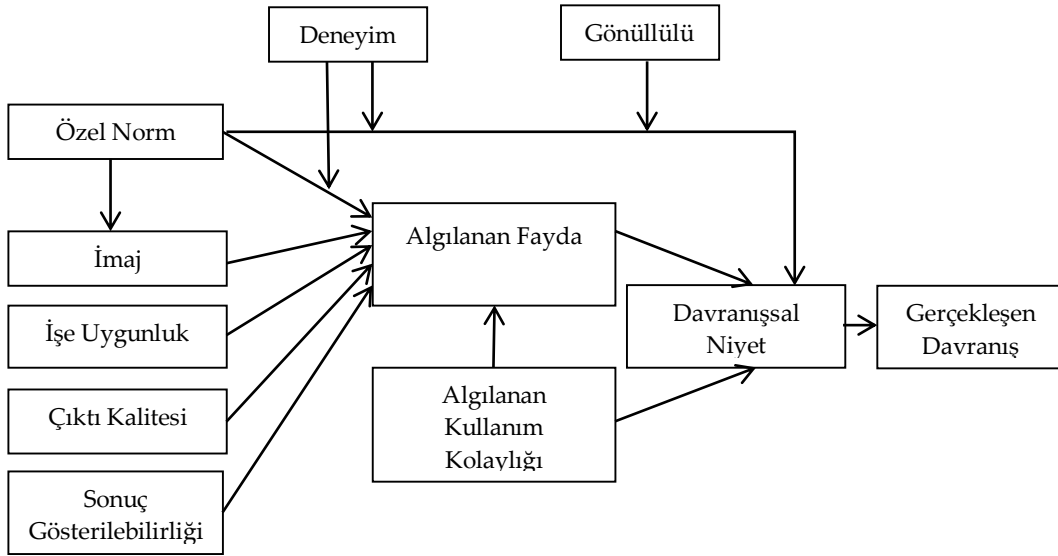 Deneyim
Gönüllülü
Özel Norm
Algılanan Fayda
İmaj
İşe Uygunluk
Davranışsal
Niyet
Gerçekleşen
Davranış
Çıktı Kalitesi
Algılanan
Kullanım
Kolaylığı
Sonuç
Gösterilebilirliği